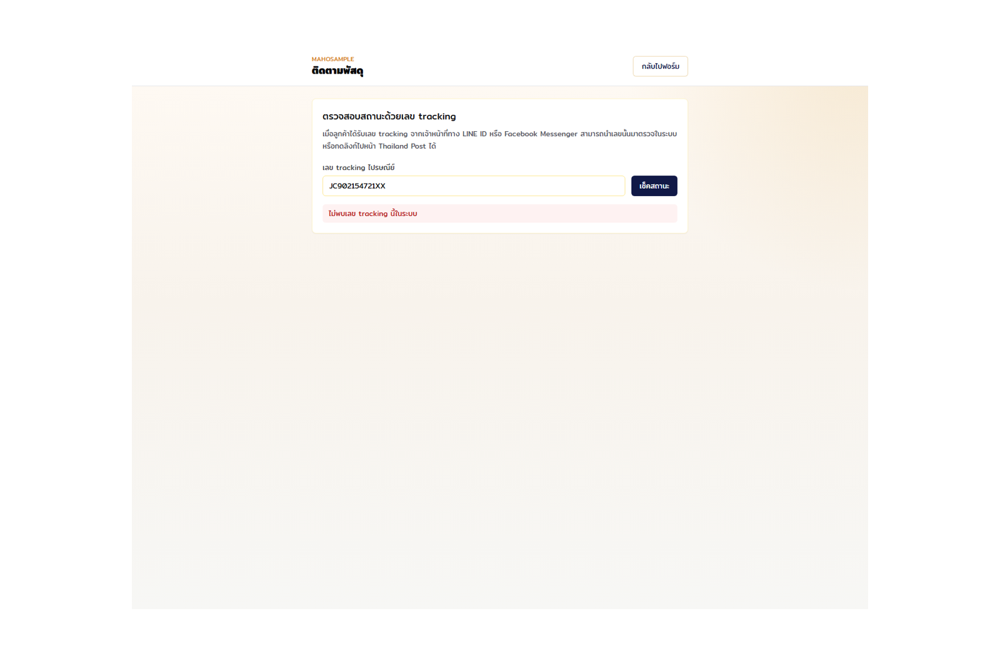 MAHOSAMPLE
ติดตามพัสดุ
กลับไปฟอร์ม
ตรวจสอบสถานะด้วยเลข tracking
เมื่อลูกค้าได้รับเลข tracking จากเจ้าหน้าที่ทาง LINE ID หรือ Facebook Messenger สามารถนำเลขนั้นมาตรวจในระบบ
หรือกดลิงก์ไปหน้า Thailand Post ได้
เลข tracking ไปรษณีย์
JC902154721XX
เช็คสถานะ
ไม่พบเลข tracking นี้ในระบบ